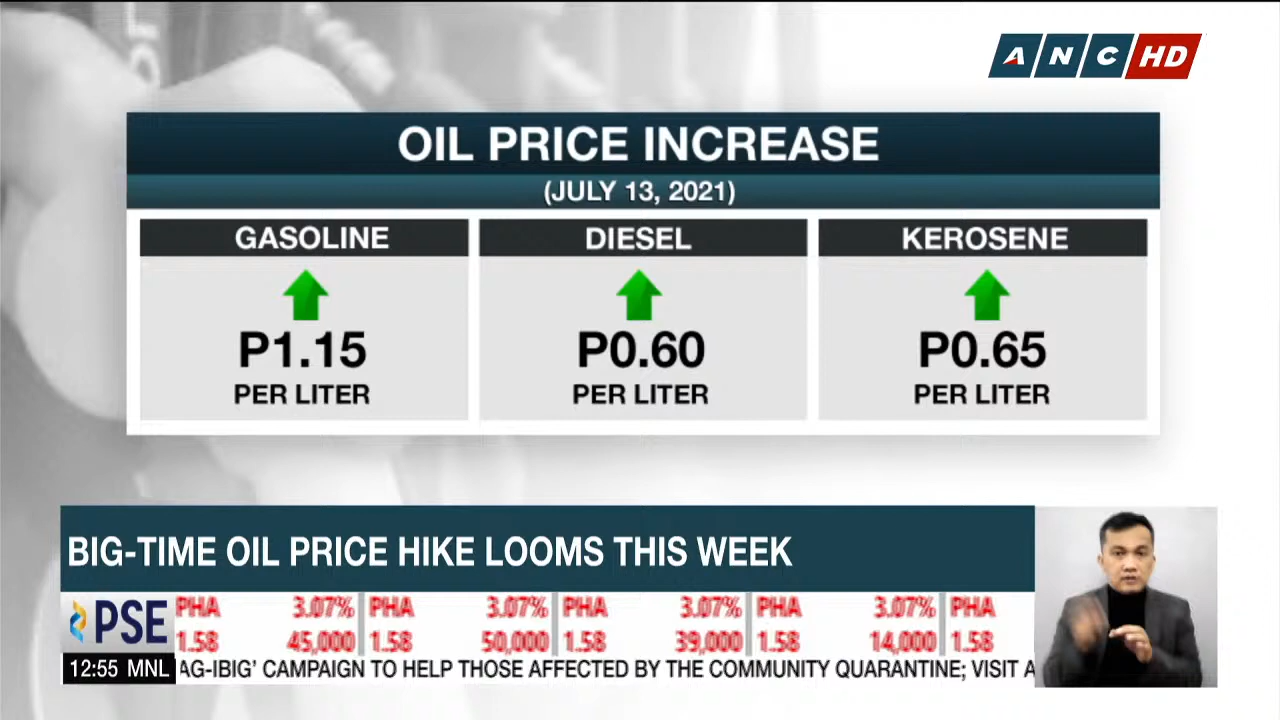 ANC HD
OIL PRICE INCREASE
(JULY 13, 2021)
GASOLINE
P1.15
PER LITER
DIESEL
P0.60
PER LITER
KEROSENE
P0.65
PER LITER
BIG-TIME OIL PRICE HIKE LOOMS THIS WEEK
PSE
PHA 3.07% PHA 3.07% PHA 3.07% PHA 3.07% PHA
1.58 45,000 1.58 50,000 1.58 39,000 1.58 14,000 1.58
12:55 MNL AG-IBIG' CAMPAIGN TO HELP THOSE AFFECTED BY THE COMMUNITY QUARANTINE; VISIT A